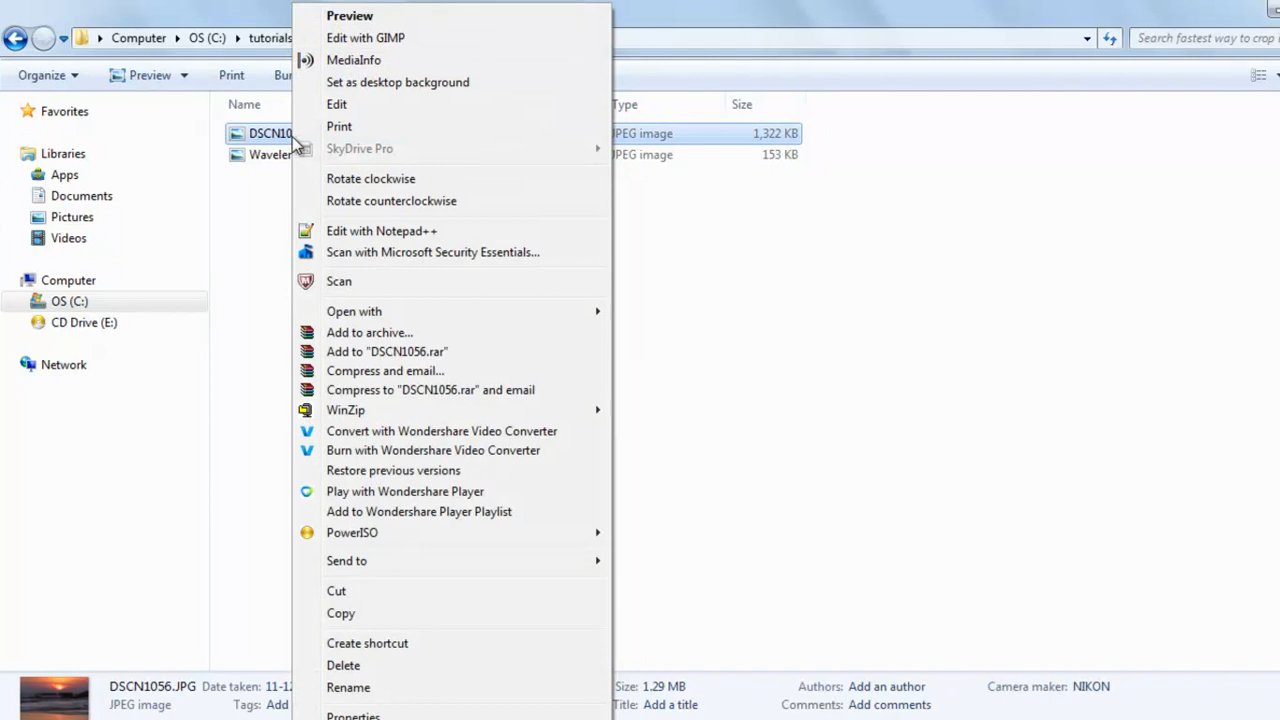 Computer OS (C:) tutorials
Search fastest way to crop i
Organize Preview Print Bu
Favorites
Libraries
Apps
Documents
Pictures
Videos
Computer
OS (C:)
CD Drive (E:)
Network
Name Type Size
DSCN10 JPEG image 1,322 KB
Waveler JPEG image 153 KB
Preview
Edit with GIMP
MediaInfo
Set as desktop background
Edit
Print
SkyDrive Pro
Rotate clockwise
Rotate counterclockwise
Edit with Notepad++
Scan with Microsoft Security Essentials...
Scan
Open with
Add to archive...
Add to "DSCN1056.rar"
Compress and email...
Compress to "DSCN1056.rar" and email
WinZip
Convert with Wondershare Video Converter
Burn with Wondershare Video Converter
Restore previous versions
Play with Wondershare Player
Add to Wondershare Player Playlist
PowerISO
Send to
Cut
Copy
Create shortcut
Delete
Rename
Properties
DSCN1056.JPG Date taken: 11-12 Size: 1.29 MB Authors: Add an author Camera maker: NIKON
JPEG image Tags: Add Title: Add a title Comments: Add comments